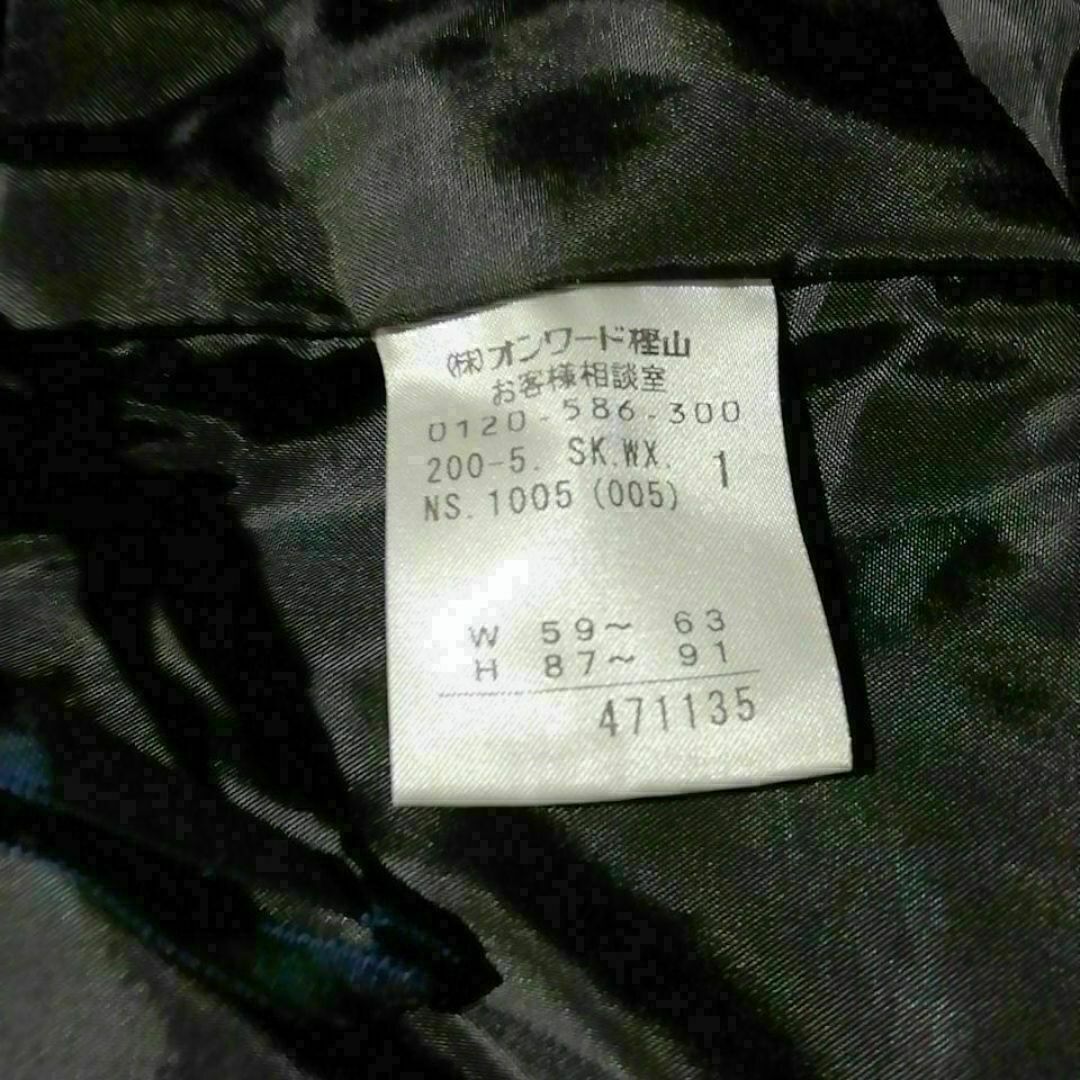 (株)オンワード樫山
お客様相談室
0120-586-300
200-5. SK.WX. 1
NS.1005 (005)
W 59~ 63
H 87~ 91
471135